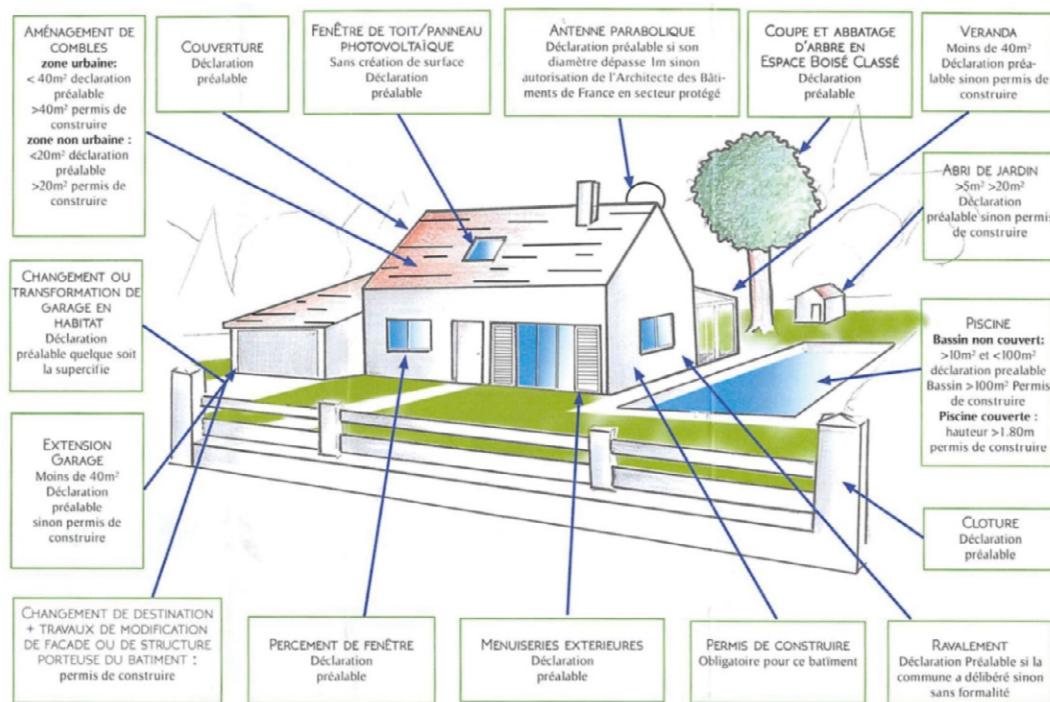 AMÉNAGEMENT DE
COMBLES
zone urbaine:
< 40m² declaration
préalable
>40m² permis de
construire
zone non urbaine :
<20m² déclaration
préalable
>20m² permis de
construire
COUVERTURE
Déclaration
préalable
FENÊTRE DE TOIT/PANNEAU
PHOTOVOLTAÏQUE
Sans création de surface
Déclaration
préalable
ANTENNE PARABOLIQUE
Déclaration préalable si son
diamètre dépasse 1m sinon
autorisation de l'Architecte des Bâti-
ments de France en secteur protégé
COUPE ET ABBATAGE
D'ARBRE EN
ESPACE BOISÉ CLASSÉ
Déclaration
préalable
VERANDA
Moins de 40m²
Déclaration préa-
lable sinon permis de
construire
ABRI DE JARDIN
>5m² >20m²
Déclaration
préalable sinon permis
de construire
CHANGEMENT OU
TRANSFORMATION DE
GARAGE EN
HABITAT
Déclaration
préalable quelque soit
la supercifie
PISCINE
Bassin non couvert:
>10m² et <100m²
déclaration prealable
Bassin >100m² Permis
de construire
Piscine couverte :
hauteur >1.80m
permis de construire
EXTENSION
GARAGE
Moins de 40m²
Déclaration
préalable
sinon permis de
construire
CLOTURE
Déclaration
préalable
CHANGEMENT DE DESTINATION
+ TRAVAUX DE MODIFICATION
DE FACADE OU DE STRUCTURE
PORTEUSE DU BATIMENT :
permis de construire
PERCEMENT DE FENÊTRE
Déclaration
préalable
MENUISERIES EXTERIEURES
Déclaration
préalable
PERMIS DE CONSTRUIRE
Obligatoire pour ce batîment
RAVALEMENT
Déclaration Préalable si la
commune a délibéré sinon
sans formalité